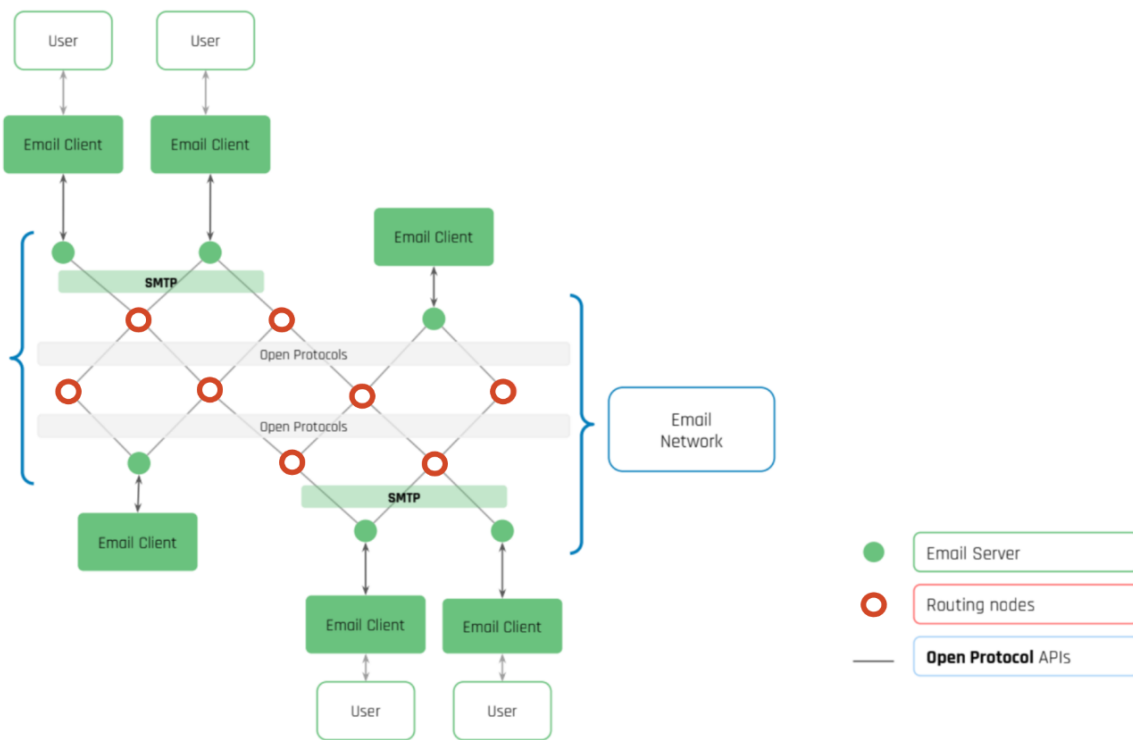 User
User
Email Client
Email Client
Email Client
SMTP
Open Protocols
Open Protocols
Email
Network
SMTP
Email Client
Email Server
Routing nodes
Open Protocol APIs
Email Client
Email Client
User
User